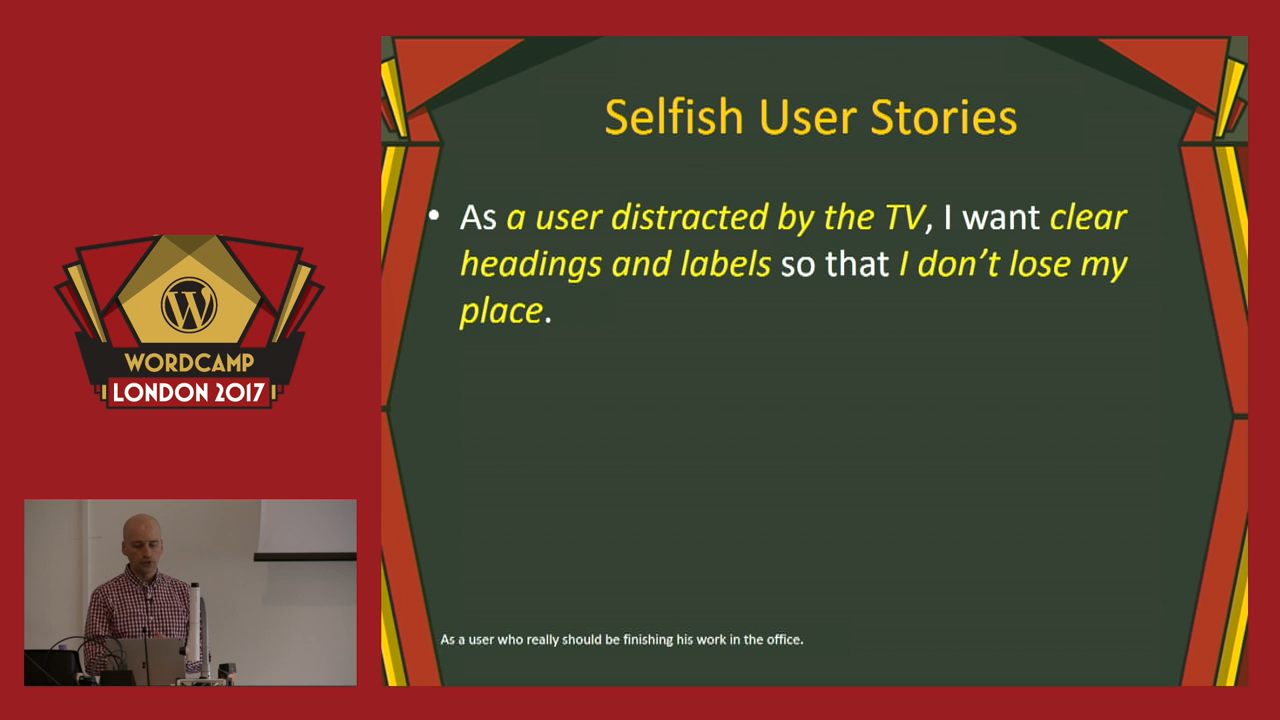 Selfish User Stories
• As a user distracted by the TV, I want clear
headings and labels so that I don't lose my
place.
As a user who really should be finishing his work in the office.
WORDCAMP
LONDON 2017